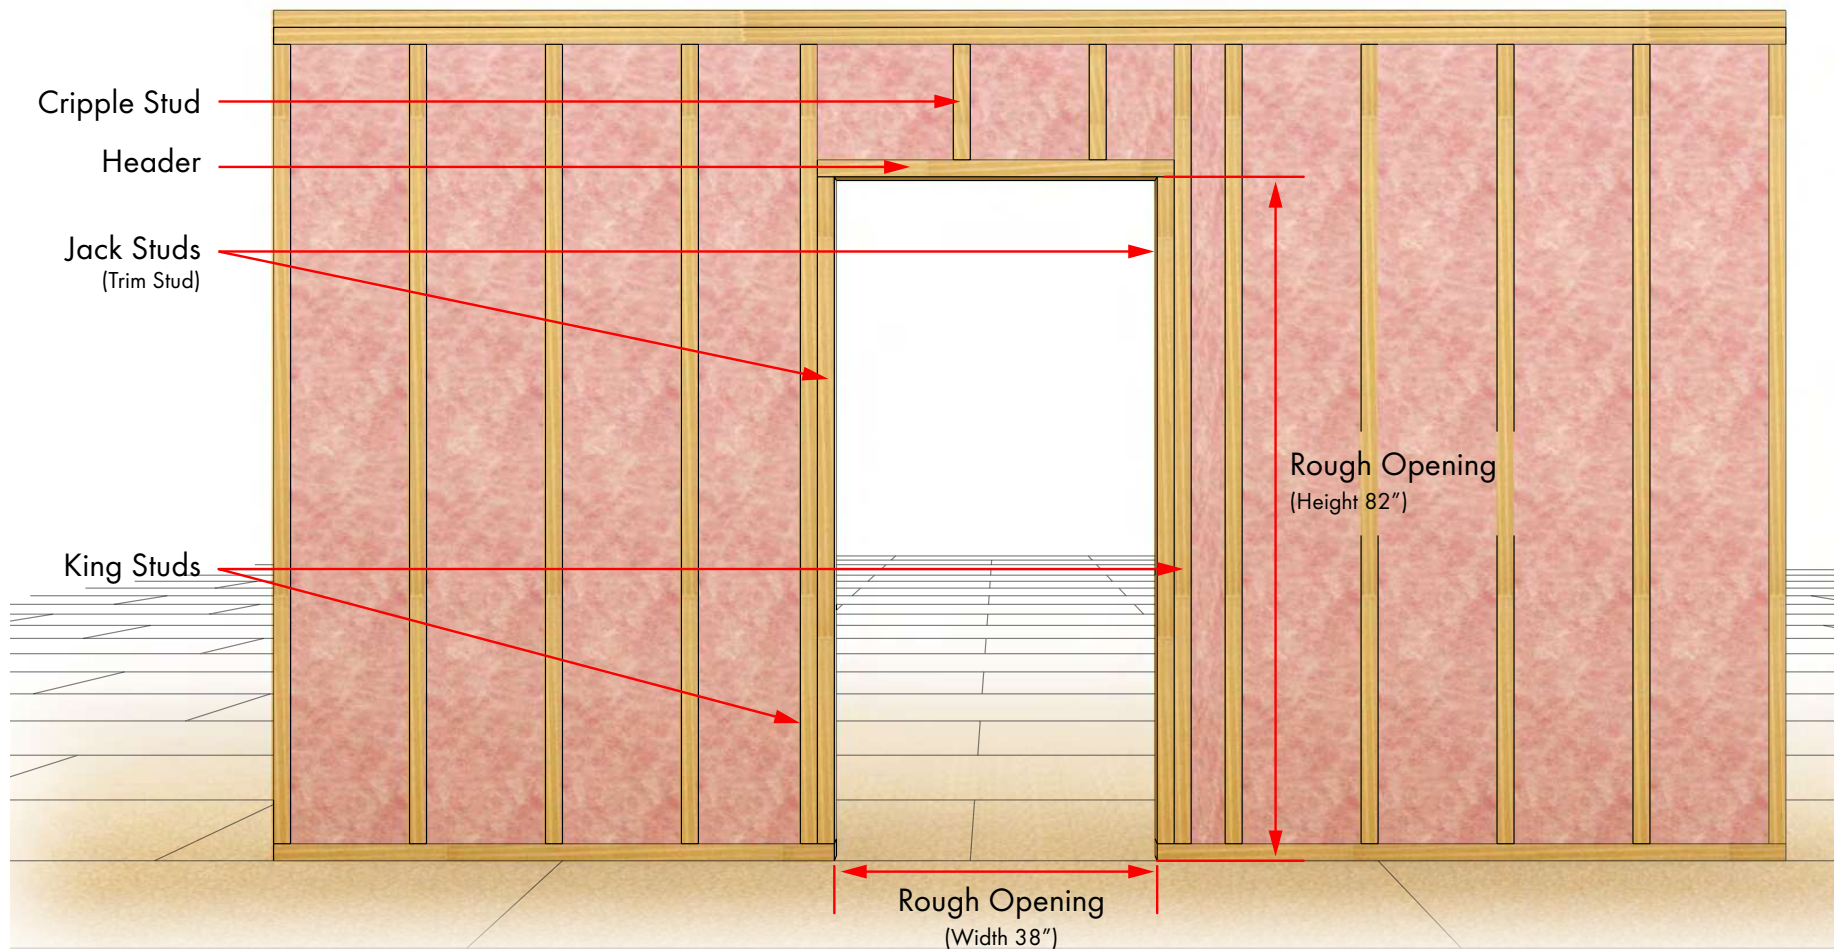 Cripple Stud
Header
Jack Studs
(Trim Stud)
King Studs
Rough Opening
(Height 82”)
Rough Opening
(Width 38”)